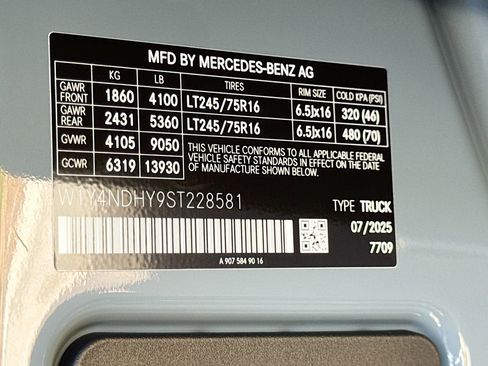 MFD BY MERCEDES-BENZ AG
KG LB TIRES RIM SIZE COLD KPA (PSI)
GAWR FRONT 1860 4100 LT245/75R16 6.5Jx16 320 (46)
GAWR REAR 2431 5360 LT245/75R16 6.5Jx16 480 (70)
GVWR 4105 9050 THIS VEHICLE CONFORMS TO ALL APPLICABLE FEDERAL
MOTOR VEHICLE SAFETY STANDARDS IN EFFECT ON THE DATE
GCWR 6319 13930 OF MANUFACTURE SHOWN ABOVE.
W1Y4NDHY9ST228581
TYPE TRUCK
07/2025
7709
A 907 584 90 16